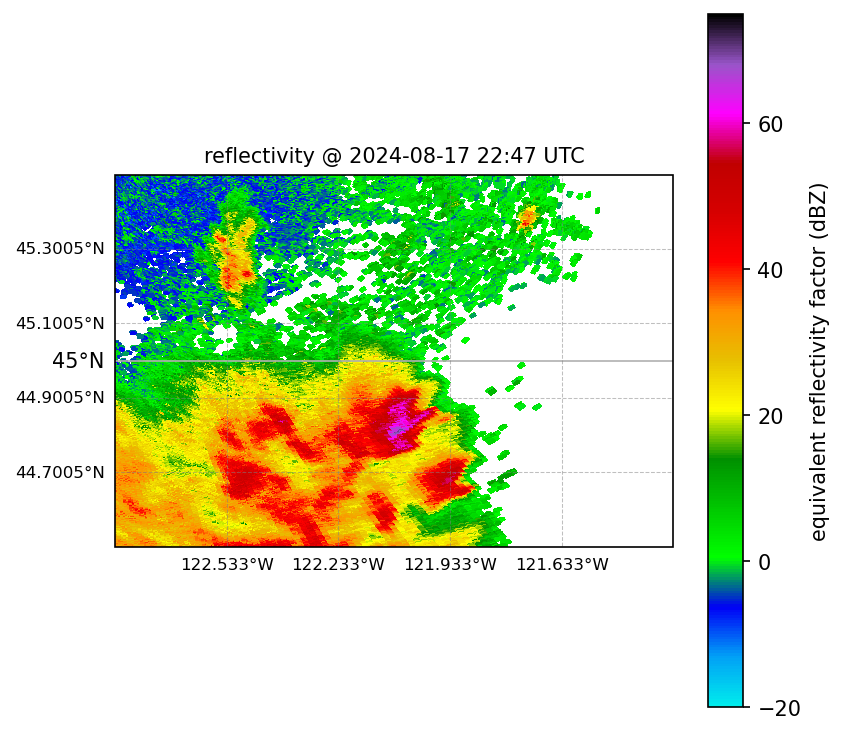 reflectivity @ 2024-08-17 22:47 UTC
45.3005°N
45.1005°N
45°N
44.9005°N
44.7005°N
122.533°W 122.233°W 121.933°W 121.633°W
60
40
20
0
−20
equivalent reflectivity factor (dBZ)